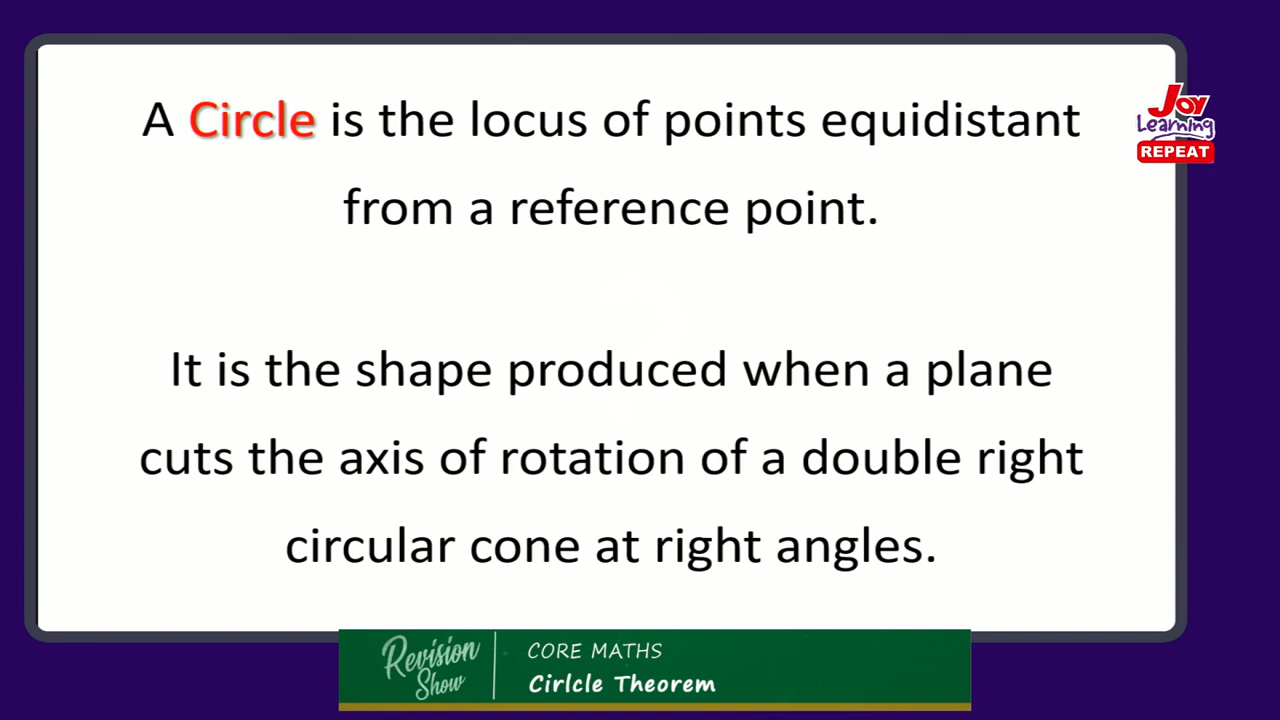 A Circle is the locus of points equidistant
from a reference point.
It is the shape produced when a plane
cuts the axis of rotation of a double right
circular cone at right angles.
Joy
Learning
REPEAT
Revision
Show
CORE MATHS
Cirlcle Theorem